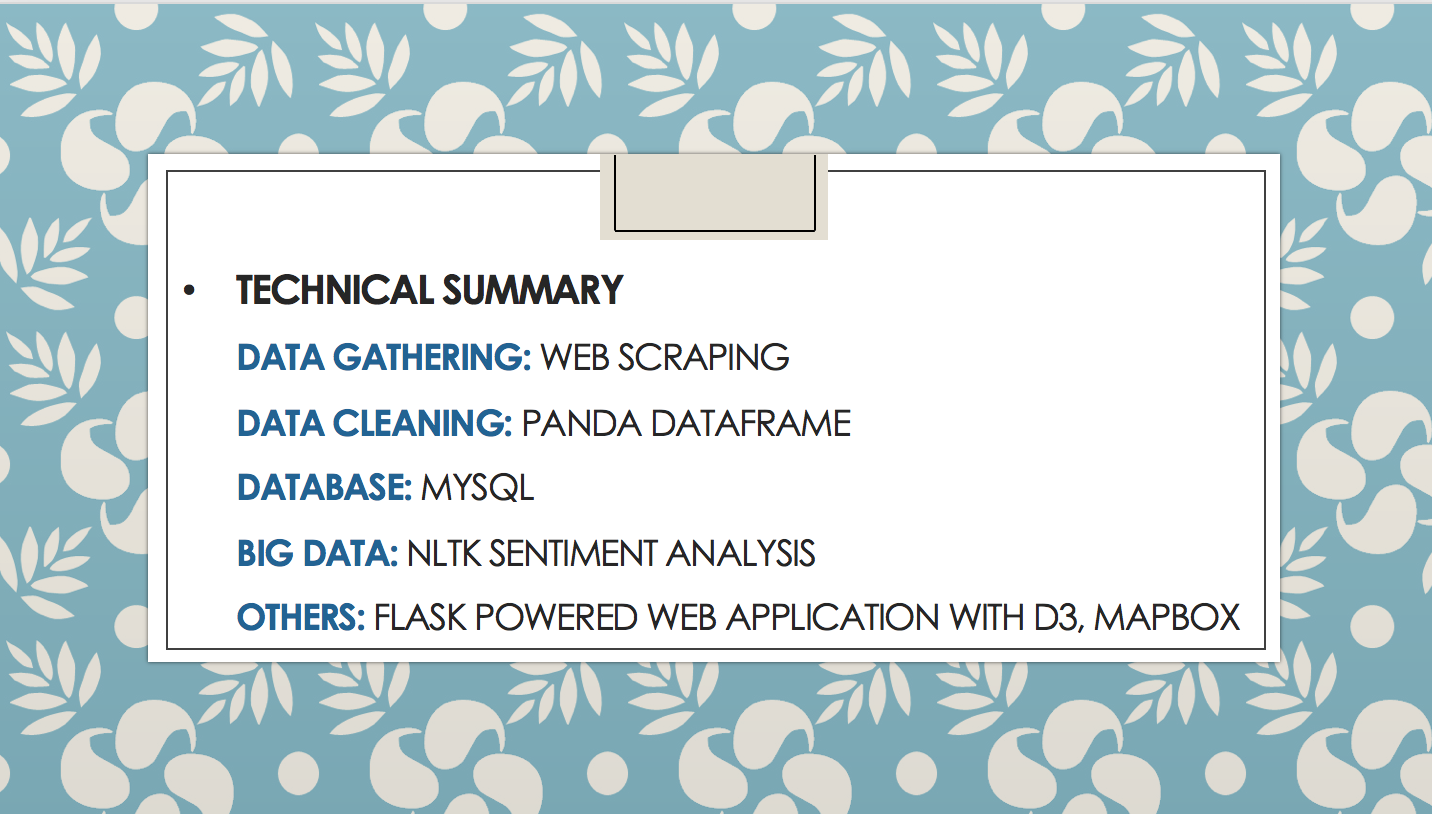 • TECHNICAL SUMMARY
DATA GATHERING: WEB SCRAPING
DATA CLEANING: PANDA DATAFRAME
DATABASE: MYSQL
BIG DATA: NLTK SENTIMENT ANALYSIS
OTHERS: FLASK POWERED WEB APPLICATION WITH D3, MAPBOX